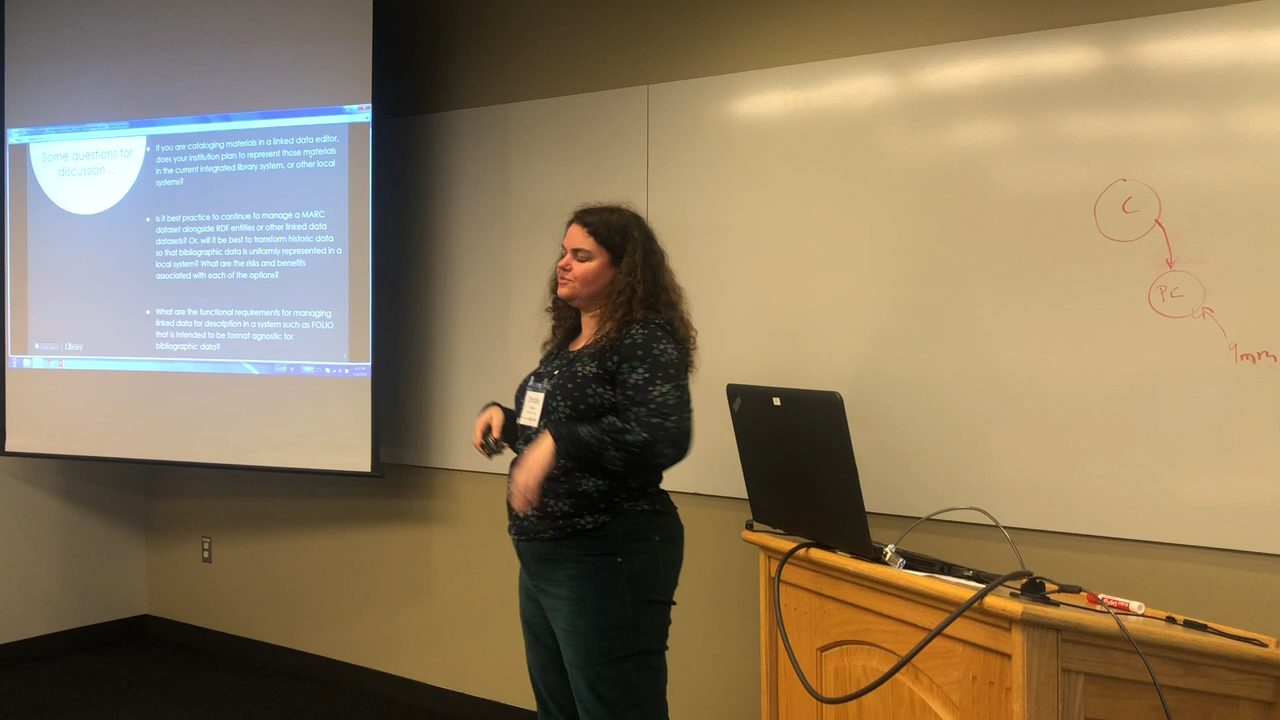 Some questions for
discussion ...
If you are cataloging materials in a linked data editor,
does your institution plan to represent those materials
in the current integrated library system, or other local
systems?
Is it best practice to continue to manage a MARC
dataset alongside RDF entities or other linked data
datasets? Or, will it be best to transform historic data
so that bibliographic data is uniformly represented in a
local system? What are the risks and benefits
associated with each of the options?
What are the functional requirements for managing
linked data for description in a system such as FOLIO
that is intended to be format agnostic for
bibliographic data?
Library
C
PC
4mm